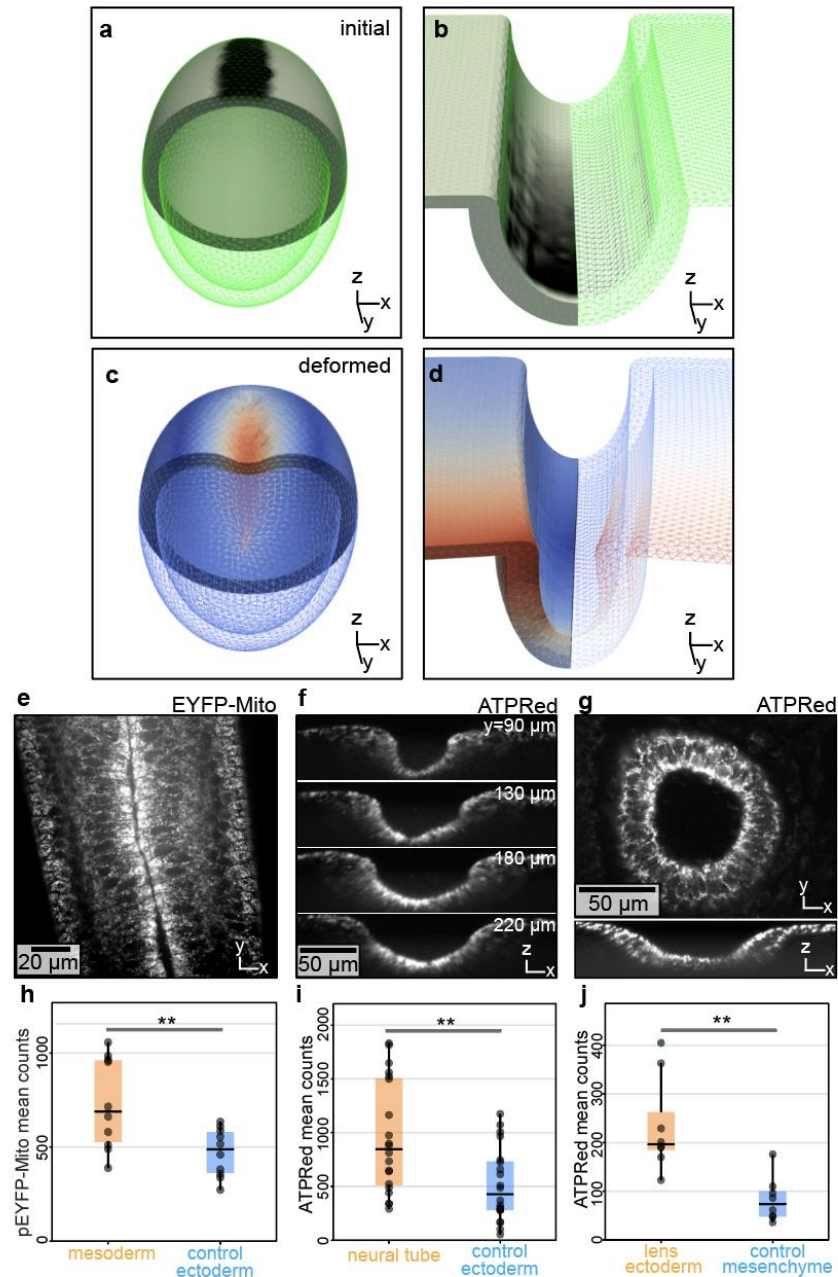 a
initial
z
x
y
b
z
x
y
c
deformed
z
x
y
d
z
x
y
e
EYFP-Mito
20 µm
y
x
f
ATPRed
y=90 µm
130 µm
180 µm
220 µm
50 µm
z
x
g
ATPRed
50 µm
y
x
z
x
h
**
pEYFP-Mito mean counts
1000
500
0
mesoderm
control
ectoderm
i
**
ATPRed mean counts
2000
1500
1000
500
0
neural tube
control
ectoderm
j
**
ATPRed mean counts
400
300
200
100
0
lens
ectoderm
control
mesenchyme